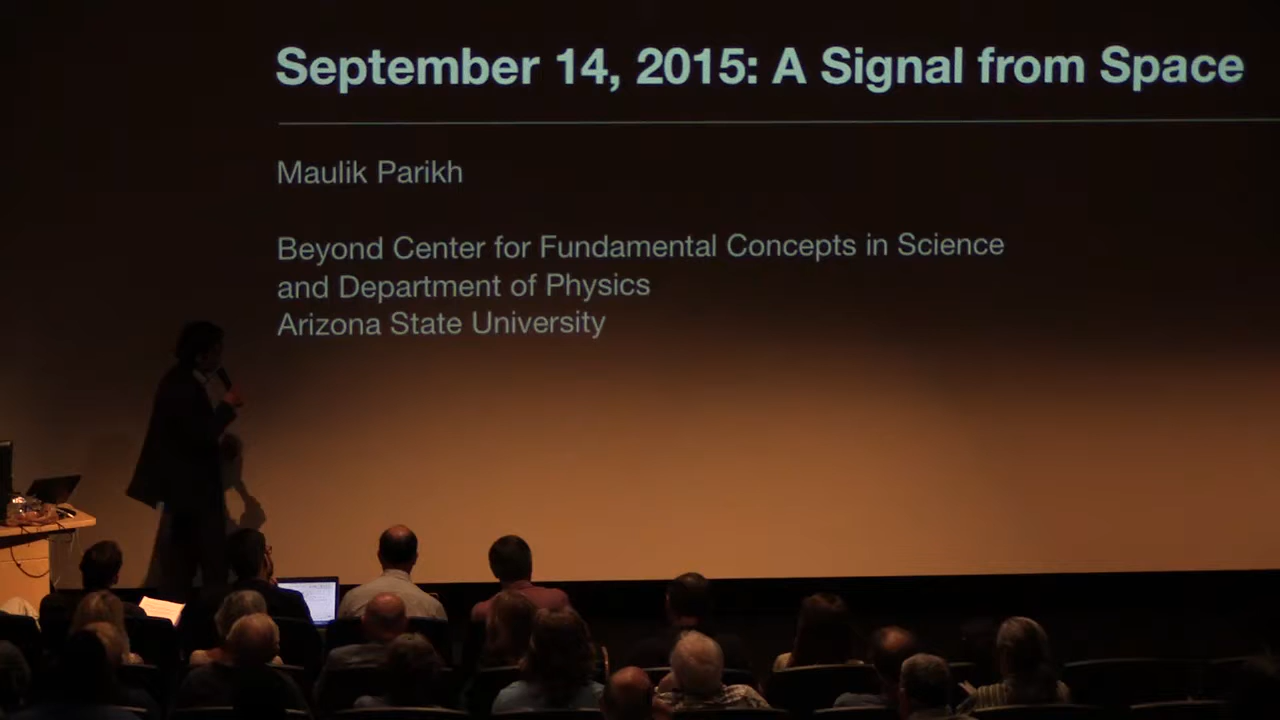 September 14, 2015: A Signal from Space
Maulik Parikh
Beyond Center for Fundamental Concepts in Science
and Department of Physics
Arizona State University